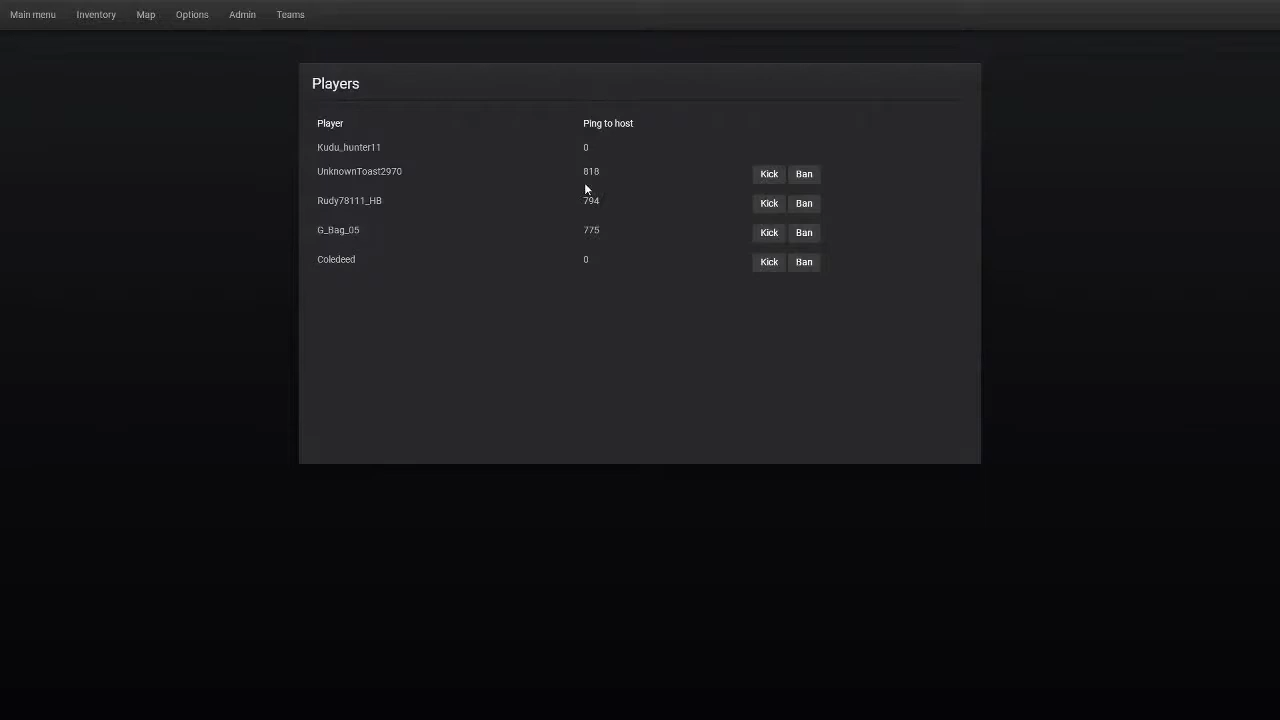 Main menu Inventory Map Options Admin Teams
Players
Player Ping to host
Kudu_hunter11 0
UnknownToast2970 818 Kick Ban
Rudy78111_HB 794 Kick Ban
G_Bag_05 775 Kick Ban
Coledeed 0 Kick Ban